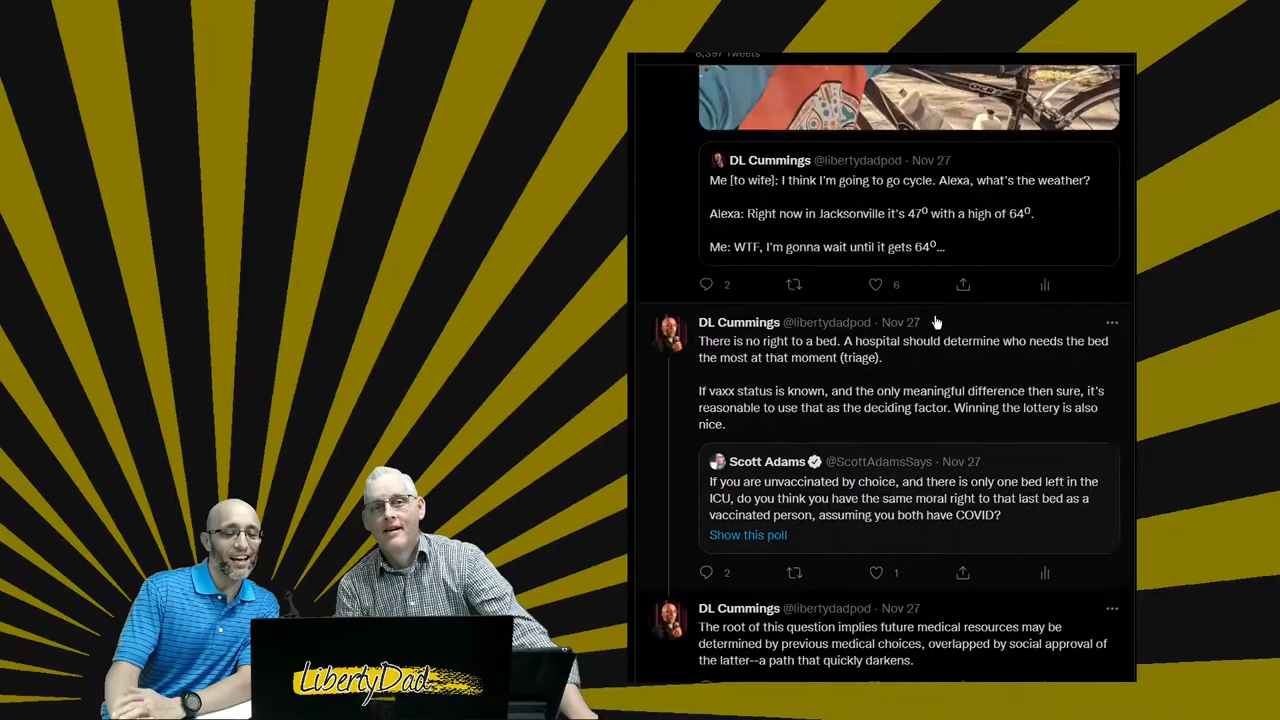 8,397 Tweets
DL Cummings @libertydadpod · Nov 27
Me [to wife]: I think I'm going to go cycle. Alexa, what's the weather?
Alexa: Right now in Jacksonville it's 47⁰ with a high of 64⁰.
Me: WTF, I'm gonna wait until it gets 64⁰...
2 6
DL Cummings @libertydadpod · Nov 27
There is no right to a bed. A hospital should determine who needs the bed
the most at that moment (triage).
If vaxx status is known, and the only meaningful difference then sure, it's
reasonable to use that as the deciding factor. Winning the lottery is also
nice.
Scott Adams @ScottAdamsSays · Nov 27
If you are unvaccinated by choice, and there is only one bed left in the
ICU, do you think you have the same moral right to that last bed as a
vaccinated person, assuming you both have COVID?
Show this poll
2 1
DL Cummings @libertydadpod · Nov 27
The root of this question implies future medical resources may be
determined by previous medical choices, overlapped by social approval of
the latter--a path that quickly darkens.
LibertyDad